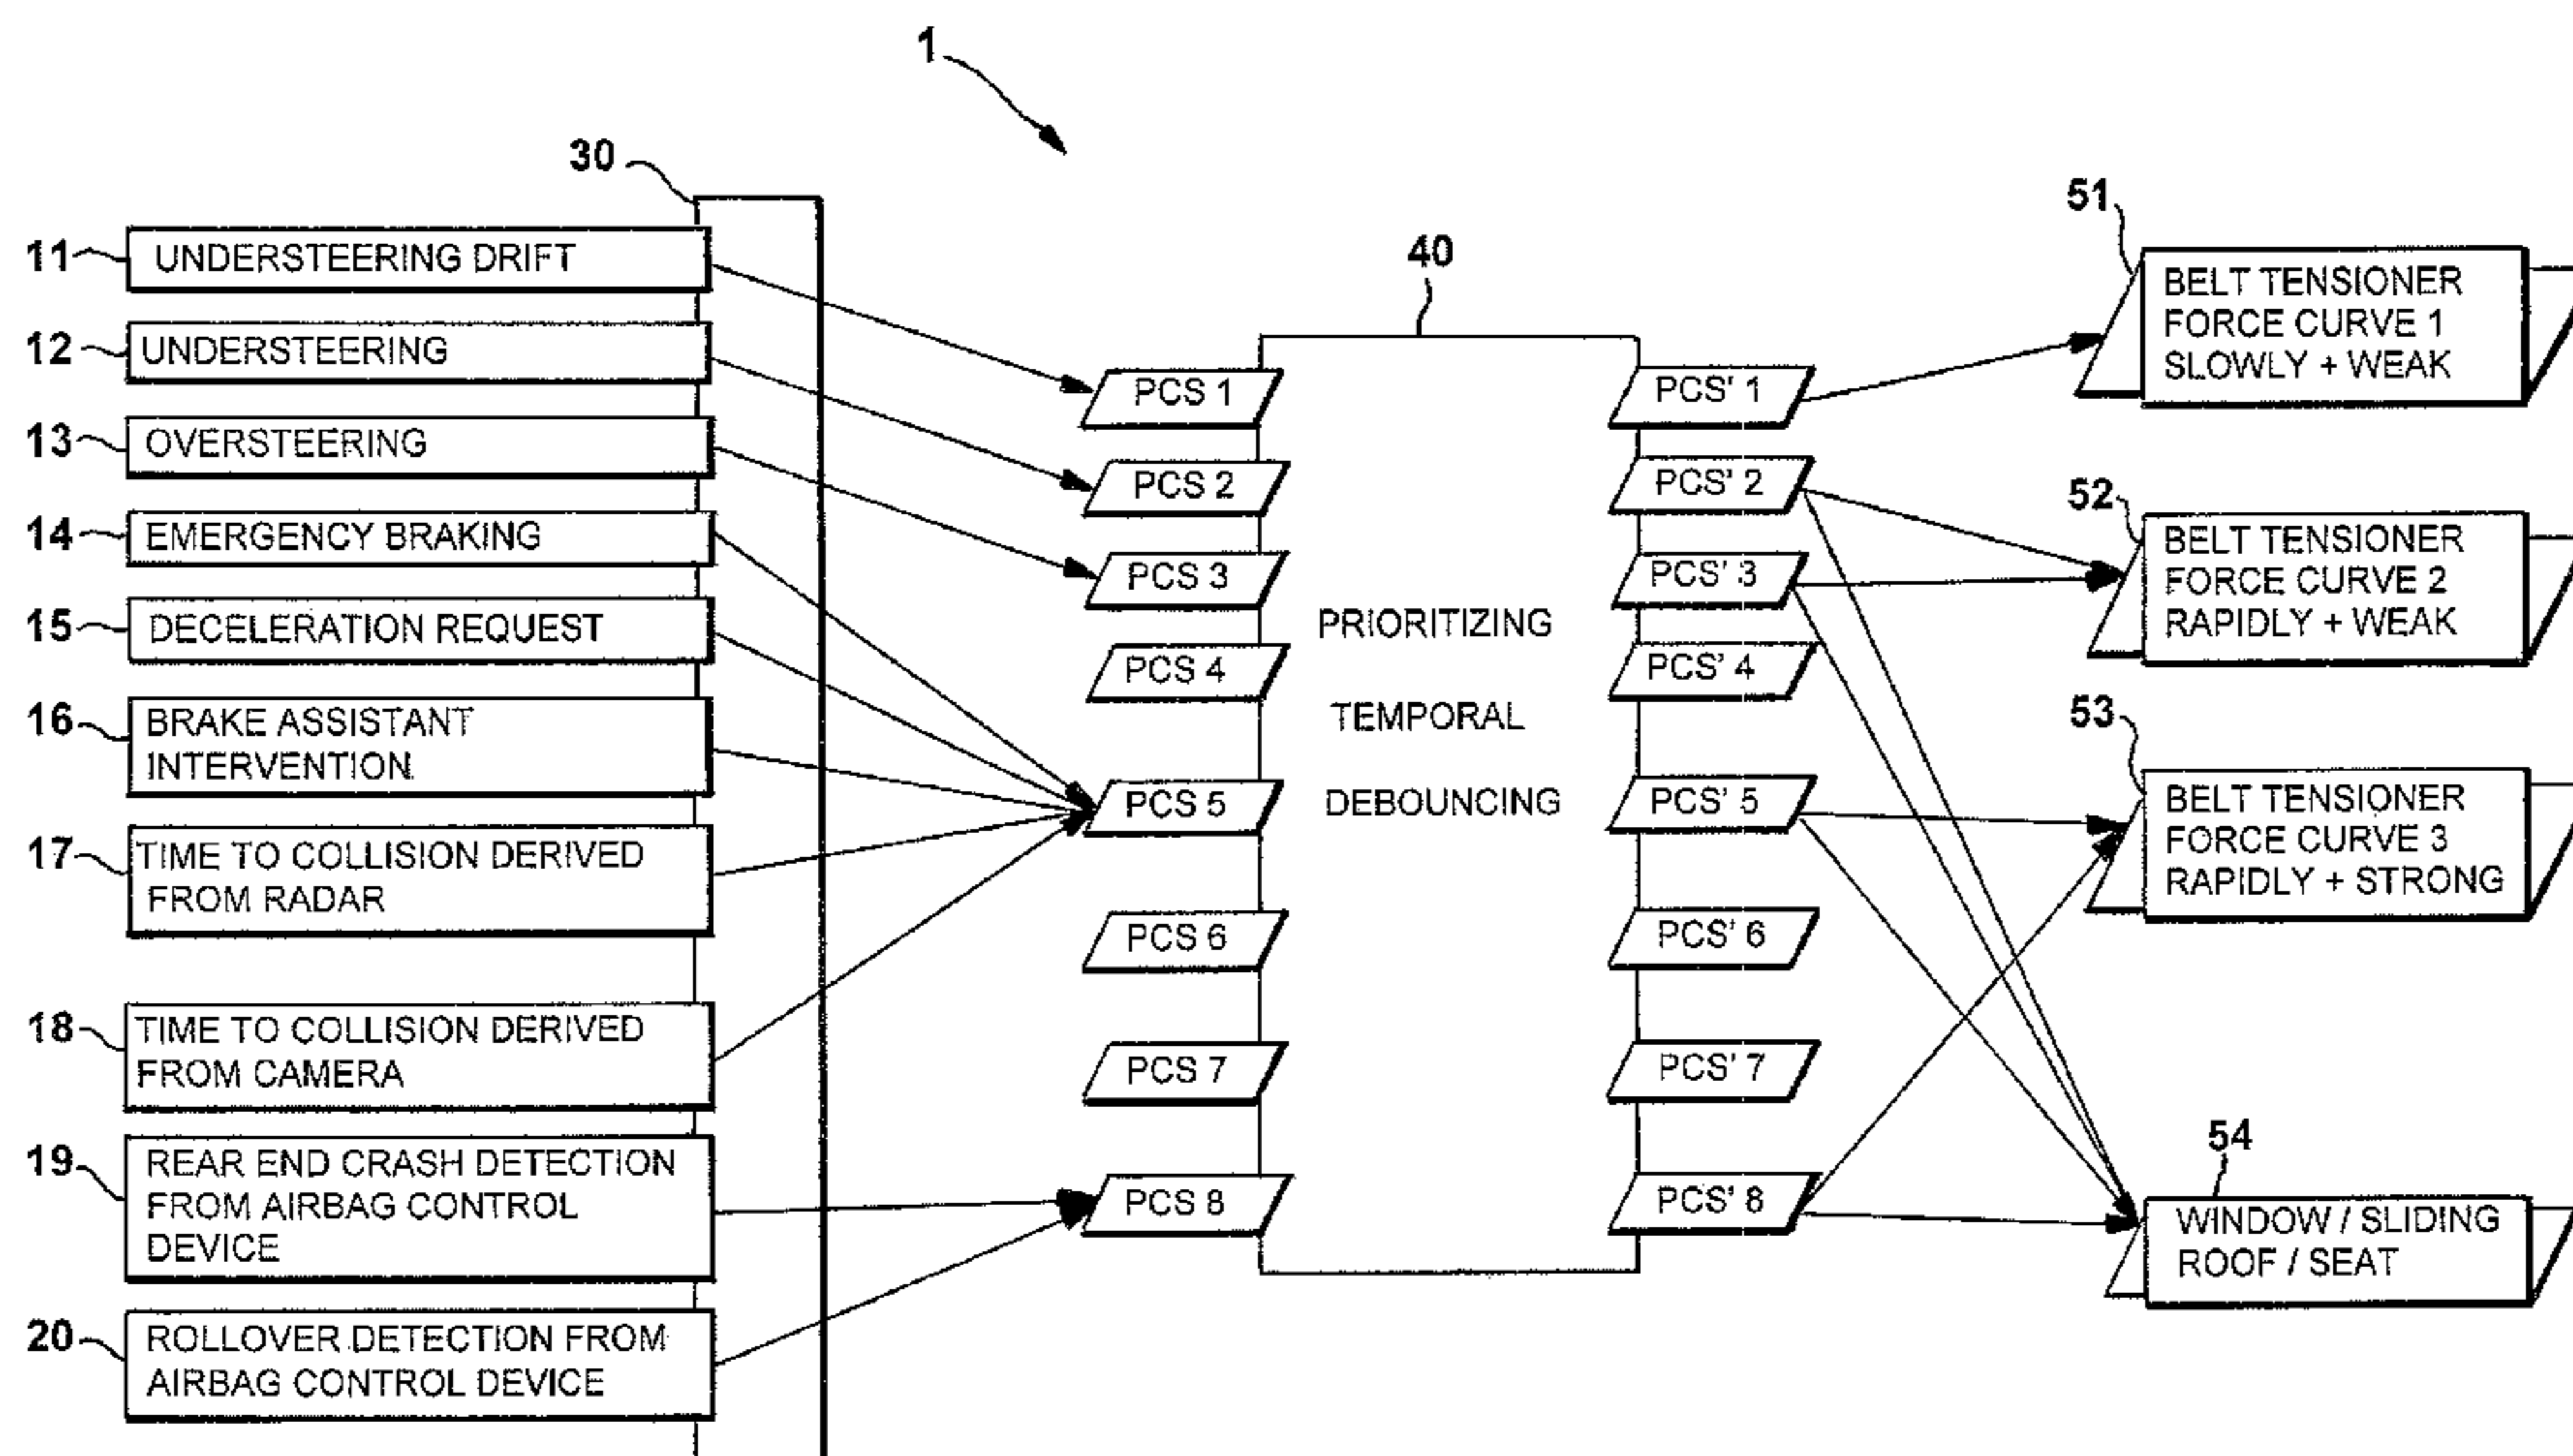 1
30
11
UNDERSTEERING DRIFT
12
UNDERSTEERING
13
OVERSTEERING
14
EMERGENCY BRAKING
15
DECELERATION REQUEST
16
BRAKE ASSISTANT
INTERVENTION
17
TIME TO COLLISION DERIVED
FROM RADAR
18
TIME TO COLLISION DERIVED
FROM CAMERA
19
REAR END CRASH DETECTION
FROM AIRBAG CONTROL
DEVICE
20
ROLLOVER DETECTION FROM
AIRBAG CONTROL DEVICE
PCS 1
PCS 2
PCS 3
PCS 4
PCS 5
PCS 6
PCS 7
PCS 8
40
PRIORITIZING
TEMPORAL
DEBOUNCING
PCS' 1
PCS' 2
PCS' 3
PCS' 4
PCS' 5
PCS' 6
PCS' 7
PCS' 8
51
BELT TENSIONER
FORCE CURVE 1
SLOWLY + WEAK
52
BELT TENSIONER
FORCE CURVE 2
RAPIDLY + WEAK
53
BELT TENSIONER
FORCE CURVE 3
RAPIDLY + STRONG
54
WINDOW / SLIDING
ROOF / SEAT